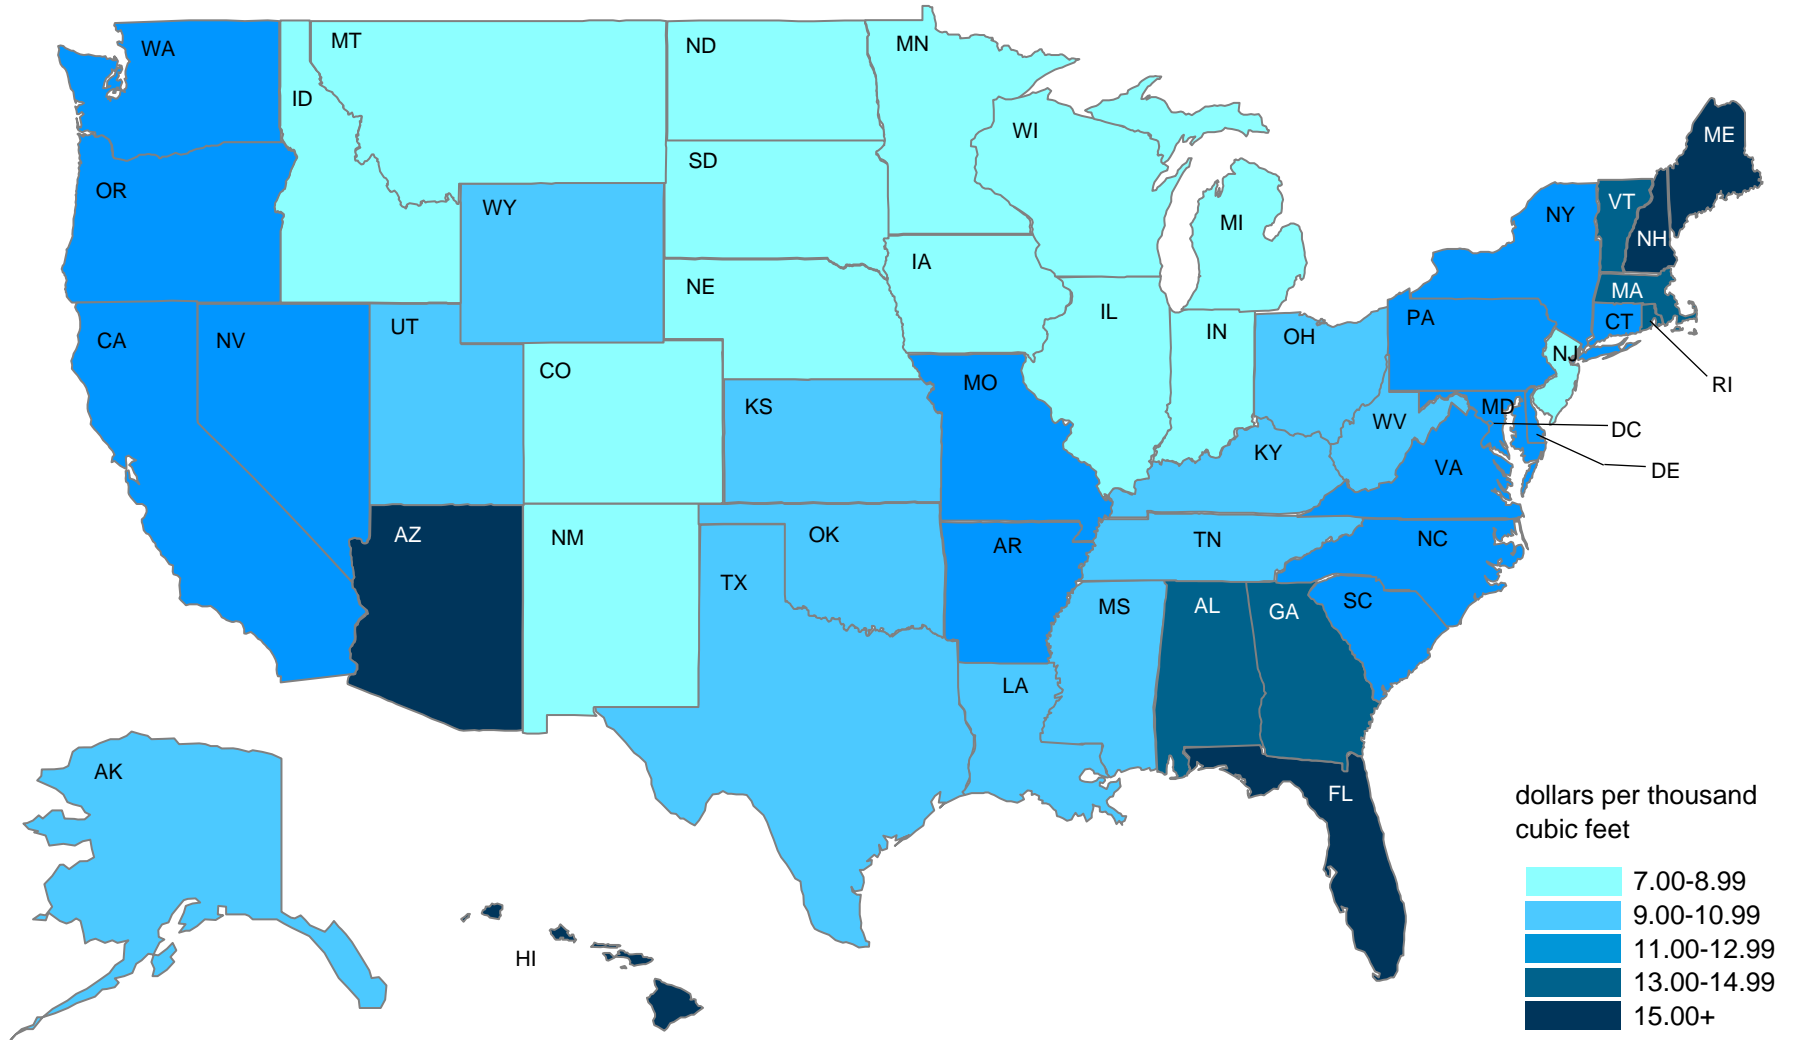 WA
MT
ND
MN
ID
WI
ME
SD
OR
WY
VT
NY
MI
NH
IA
NE
MA
IL
PA
CT
UT
IN
OH
CA
NV
NJ
CO
MO
RI
KS
MD
WV
DC
KY
VA
DE
AZ
NM
OK
AR
TN
NC
TX
MS
AL
GA
SC
LA
AK
FL
HI
dollars per thousand
cubic feet
7.00-8.99
9.00-10.99
11.00-12.99
13.00-14.99
15.00+